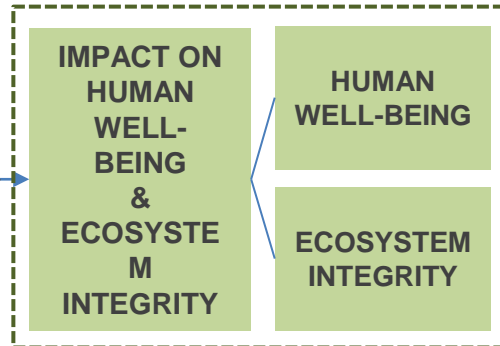 IMPACT ON
HUMAN
WELL-
BEING
&
ECOSYSTE
M
INTEGRITY
HUMAN
WELL-BEING
ECOSYSTEM
INTEGRITY